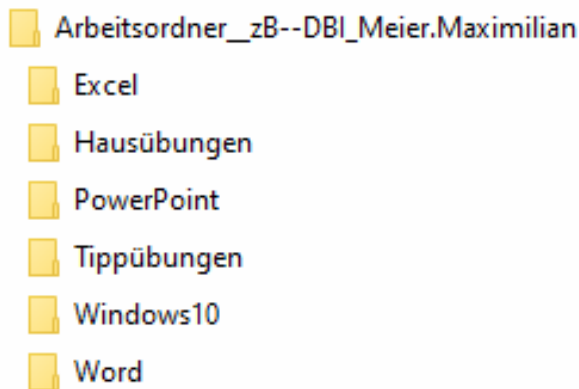 Arbeitsordner__zB--DBI_Meier.Maximilian
Excel
Hausübungen
PowerPoint
Tippübungen
Windows10
Word